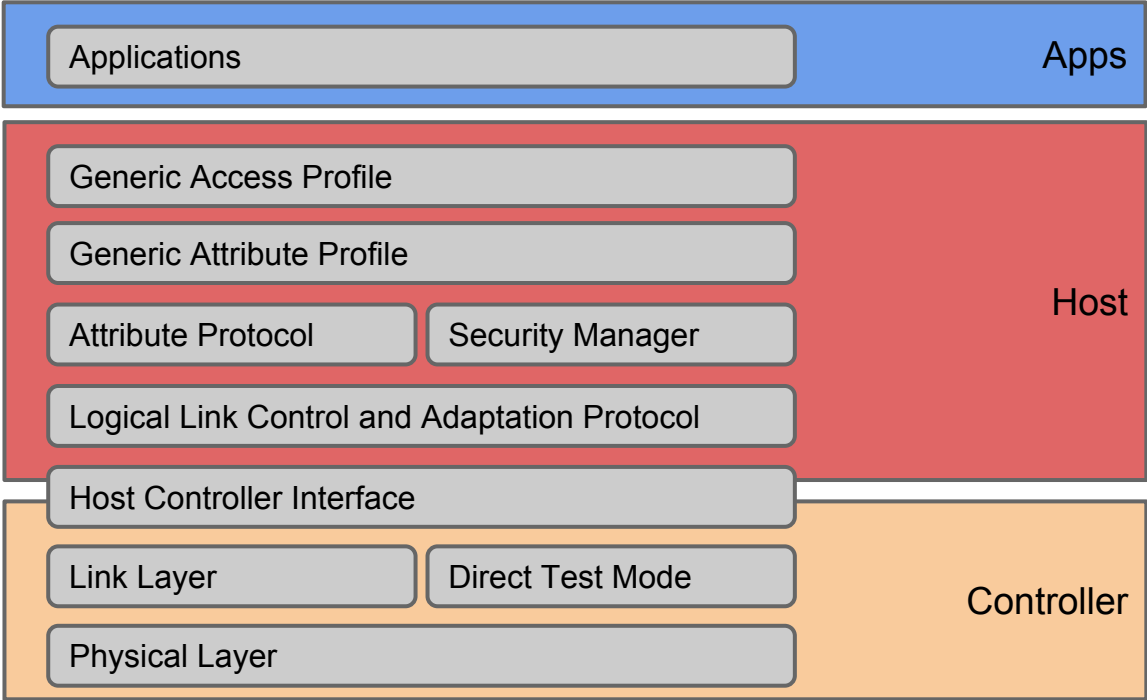 Applications
Apps
Generic Access Profile
Generic Attribute Profile
Host
Attribute Protocol
Security Manager
Logical Link Control and Adaptation Protocol
Host Controller Interface
Link Layer
Direct Test Mode
Controller
Physical Layer